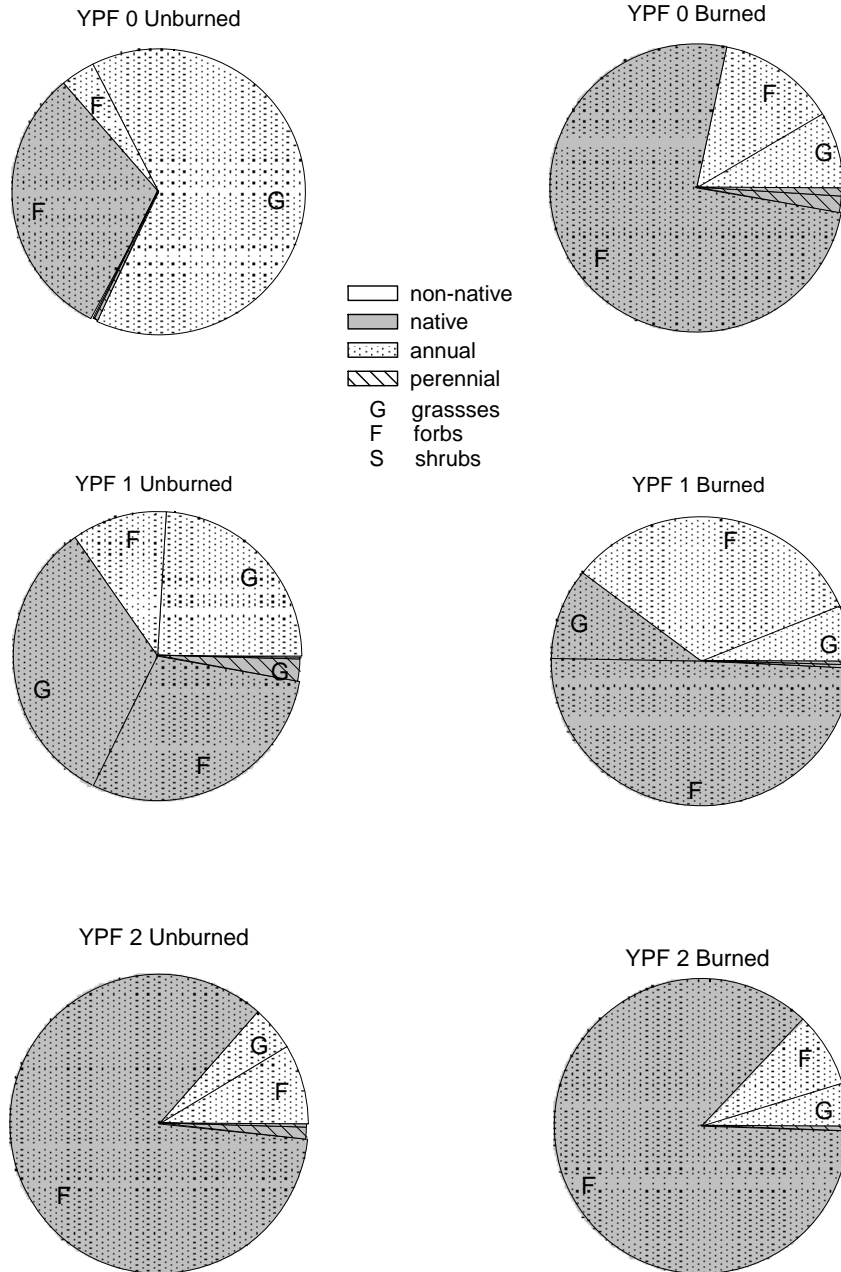 YPF 0 Unburned
F
F
G
YPF 0 Burned
F
G
F
non-native
native
annual
perennial
G grassses
F forbs
S shrubs
YPF 1 Unburned
F
G
G
G
F
YPF 1 Burned
F
G
G
F
YPF 2 Unburned
G
F
F
YPF 2 Burned
F
G
F